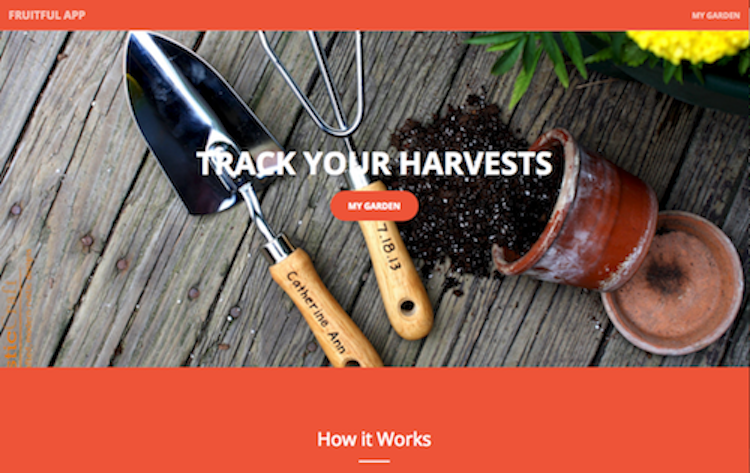 FRUITFUL APP
MY GARDEN
TRACK YOUR HARVESTS
MY GARDEN
7.18.13
Catherine Ann
How it Works